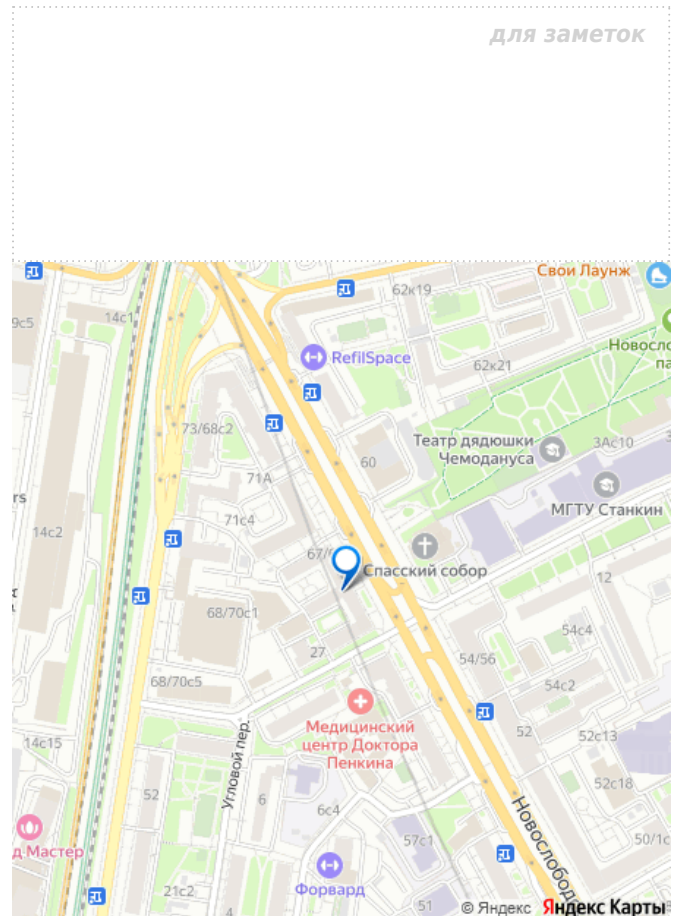 для заметок
Свои Лаунж
62к19
9с5
14с1
RefilSpace
62к21
Новосло
па
73/68с2
Театр дядюшки
Чемодануса
3Ас10
60
71А
МГТУ Станкин
rs
14с2
71с4
67/6
Спасский собор
12
68/70с1
54с4
27
54/56
68/70с5
54с2
Медицинский
центр Доктора
Пенкина
52
52с13
14с15
Угловой пер.
52с18
52
6
6с4
Новослобод
д Мастер
57с1
50/1с
Форвард
21с2
51
© Яндекс Яндекс Карты